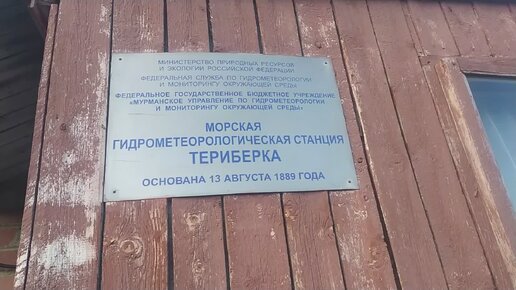 МИНИСТЕРСТВО ПРИРОДНЫХ РЕСУРСОВ
И ЭКОЛОГИИ РОССИЙСКОЙ ФЕДЕРАЦИИ
ФЕДЕРАЛЬНАЯ СЛУЖБА ПО ГИДРОМЕТЕОРОЛОГИИ
И МОНИТОРИНГУ ОКРУЖАЮЩЕЙ СРЕДЫ
ФЕДЕРАЛЬНОЕ ГОСУДАРСТВЕННОЕ БЮДЖЕТНОЕ УЧРЕЖДЕНИЕ
«МУРМАНСКОЕ УПРАВЛЕНИЕ ПО ГИДРОМЕТЕОРОЛОГИИ
И МОНИТОРИНГУ ОКРУЖАЮЩЕЙ СРЕДЫ»
МОРСКАЯ
ГИДРОМЕТЕОРОЛОГИЧЕСКАЯ СТАНЦИЯ
ТЕРИБЕРКА
ОСНОВАНА 13 АВГУСТА 1889 ГОДА